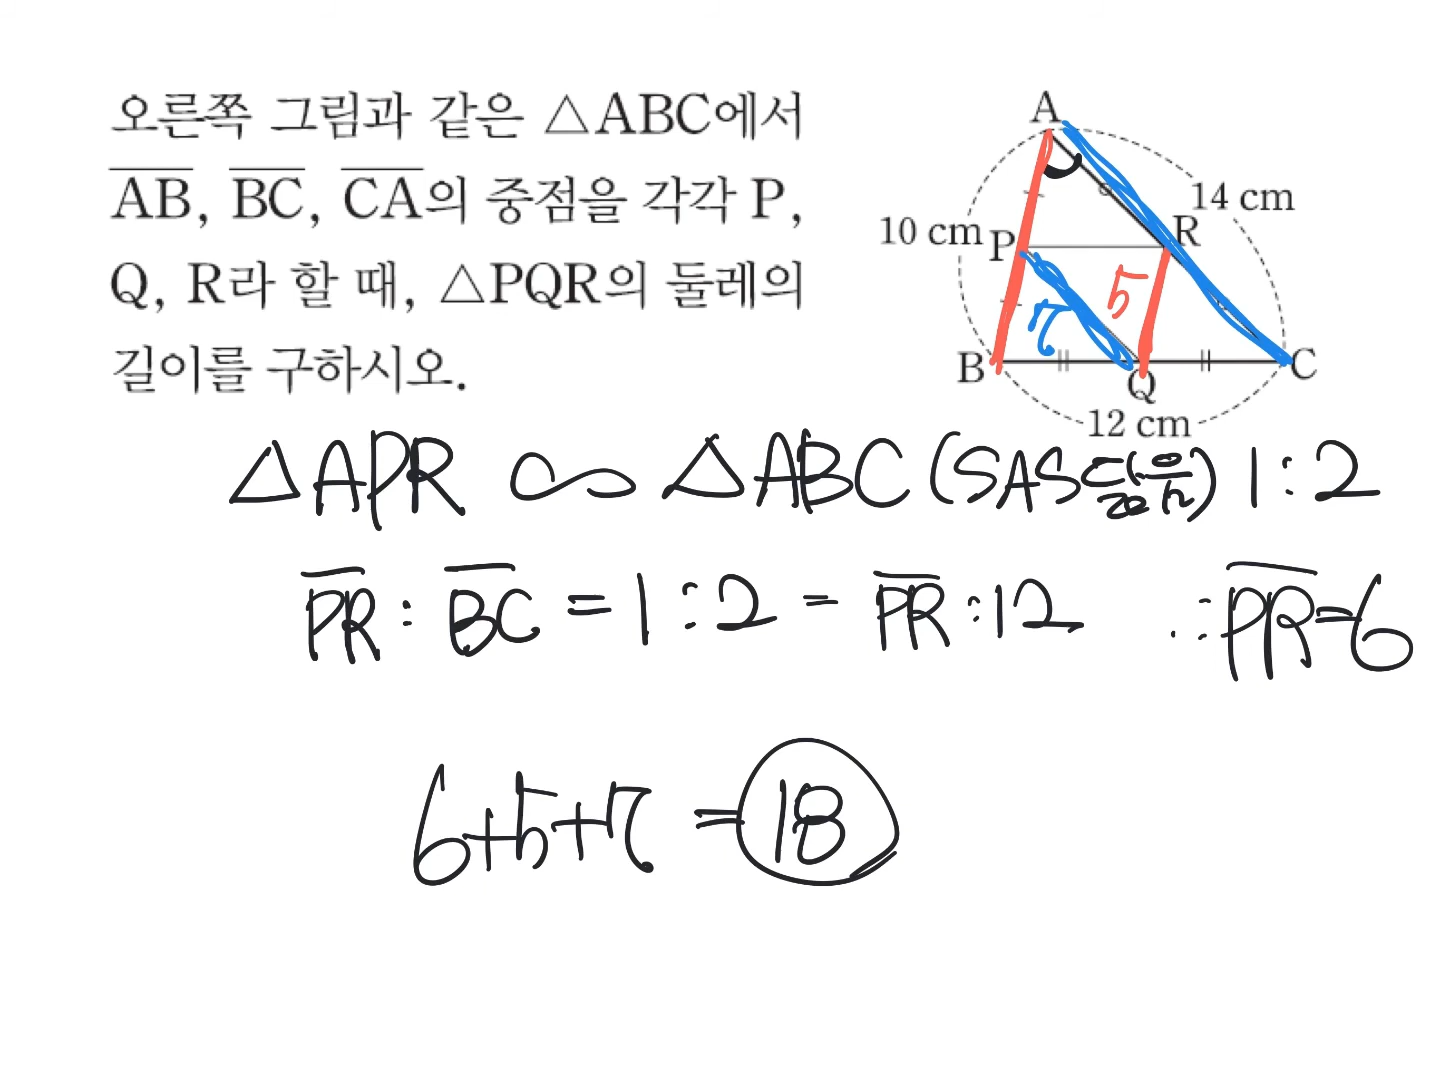 오른쪽 그림과 같은 △ABC에서
AB, BC, CA의 중점을 각각 P,
Q, R라 할 때, △PQR의 둘레의
길이를 구하시오.
A
14 cm
10 cm
P
R
5
7
B
Q
C
12 cm
△APR ∽ △ABC (SAS 닮음) 1:2
PR : BC = 1 : 2 = PR : 12 ∴ PR = 6
6+5+7 = 18